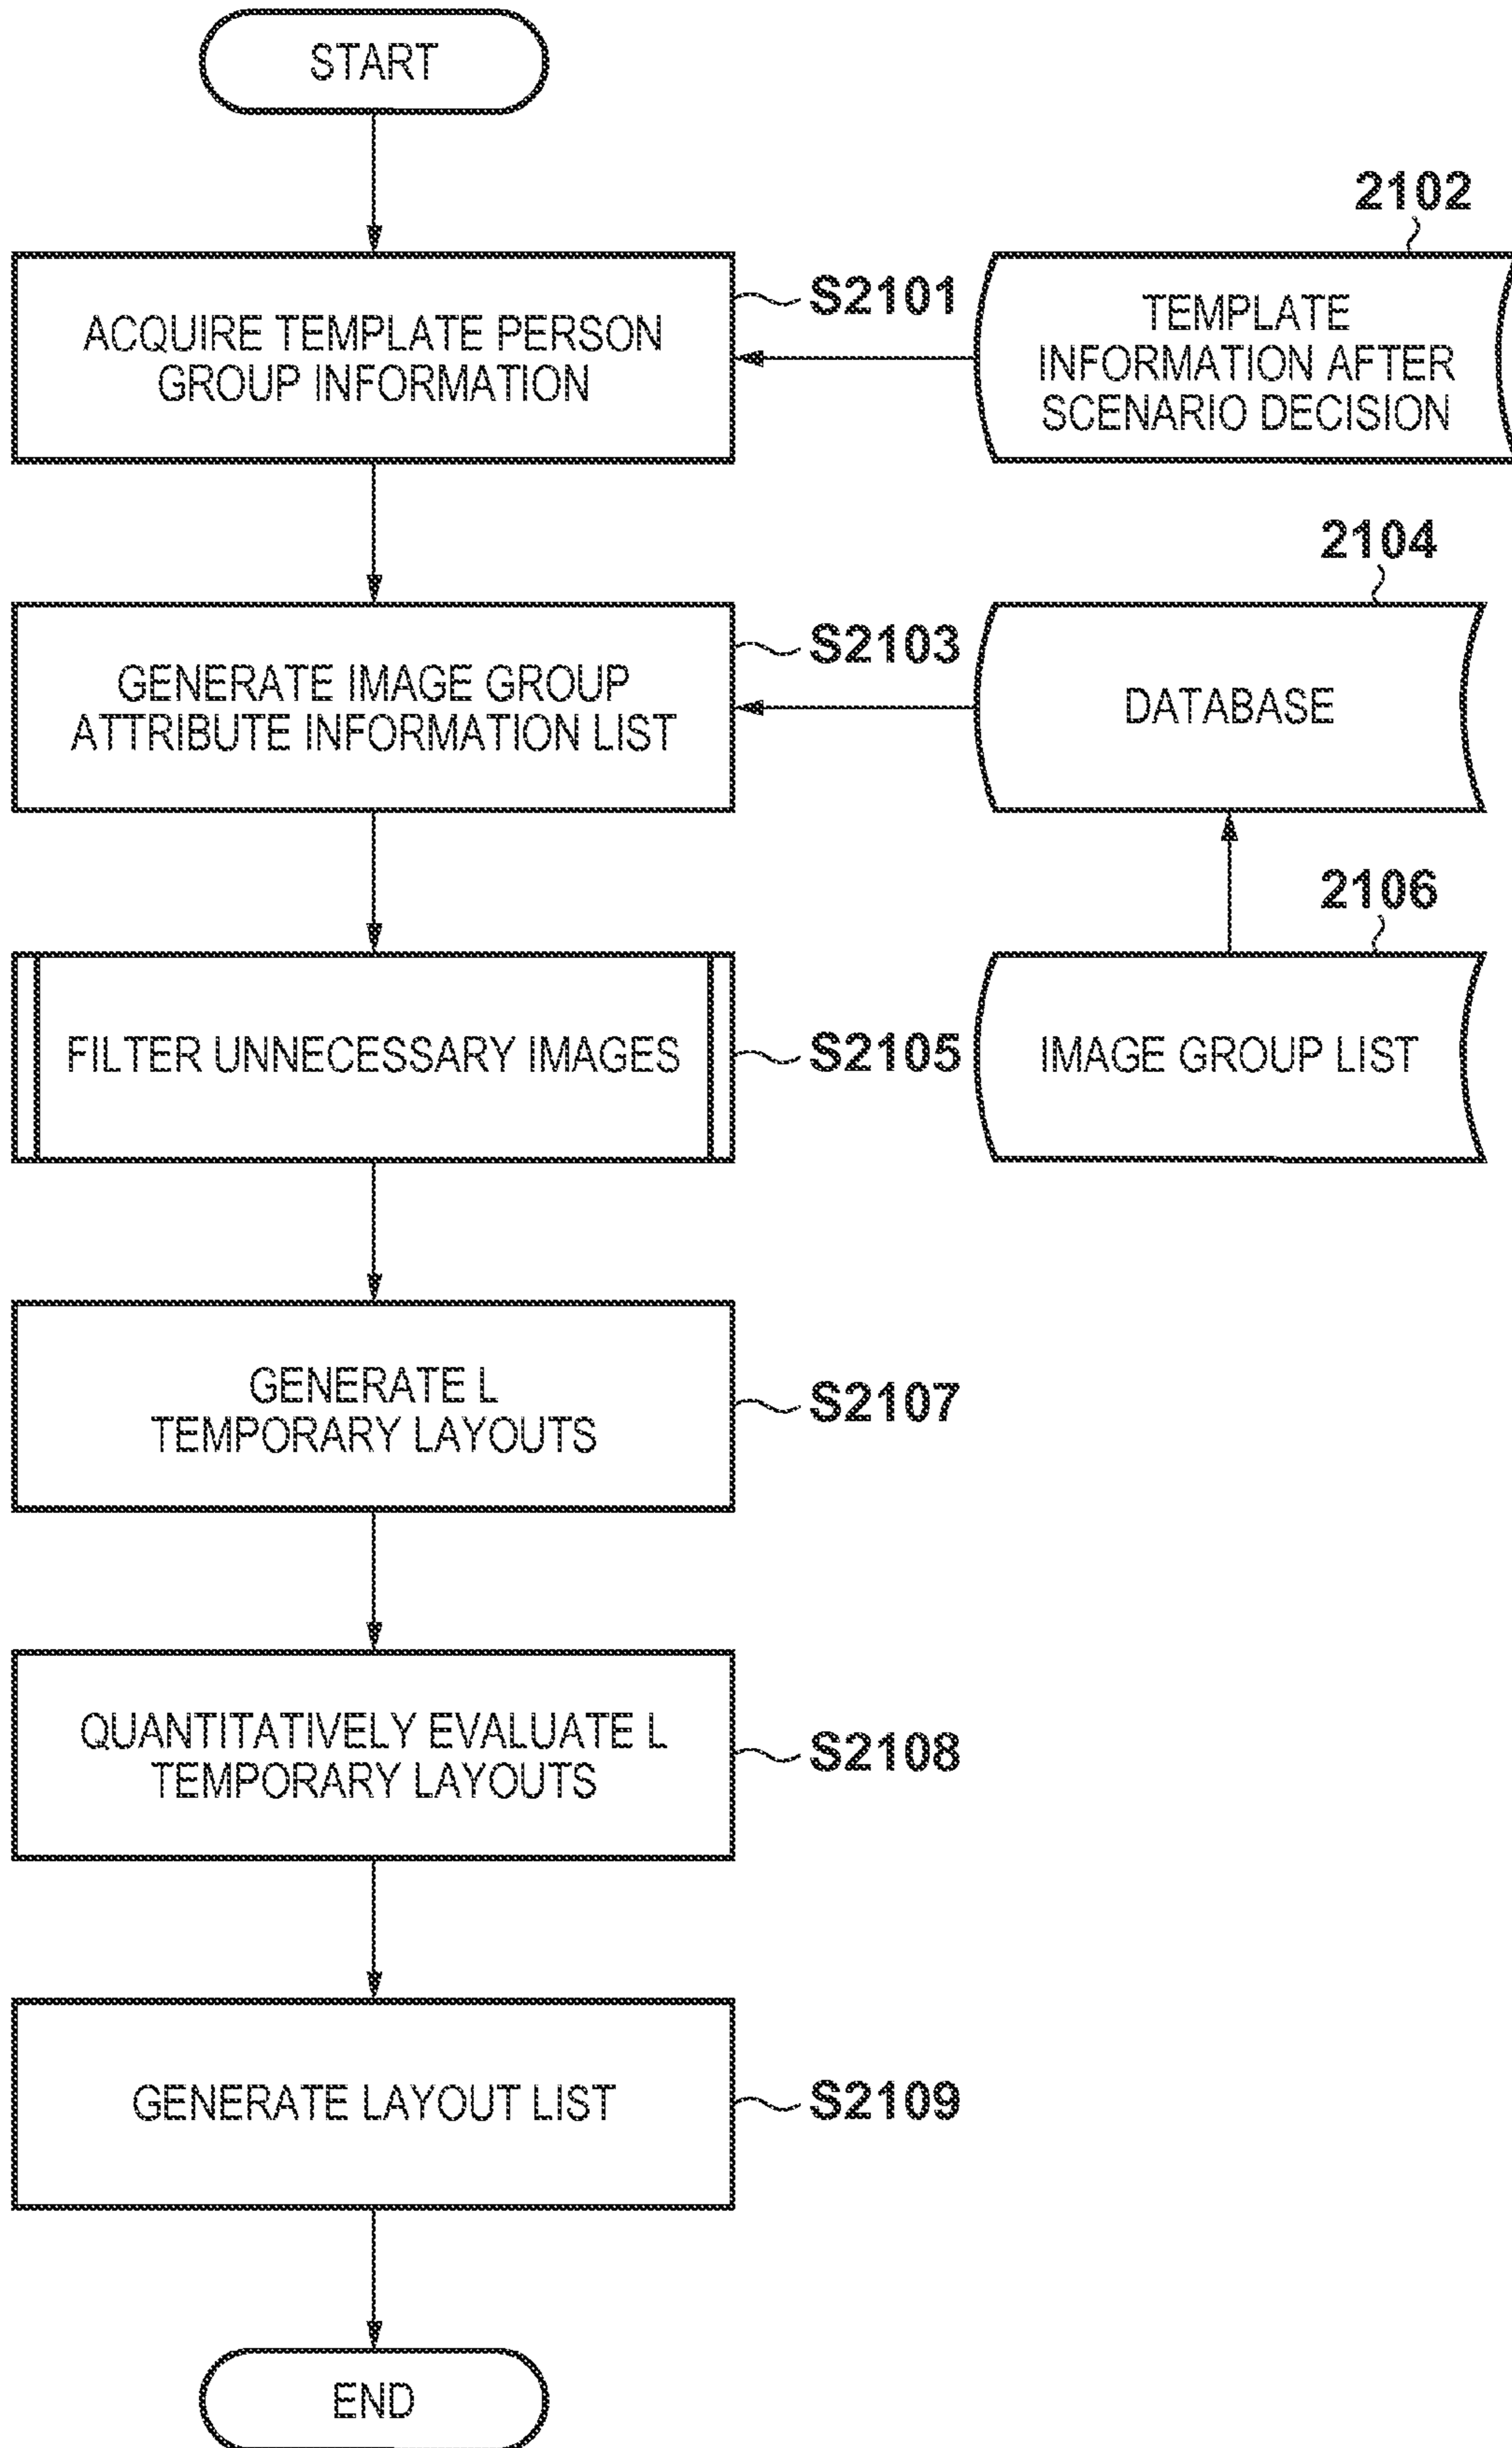 START
2102
S2101
ACQUIRE TEMPLATE PERSON
GROUP INFORMATION
TEMPLATE
INFORMATION AFTER
SCENARIO DECISION
2104
S2103
GENERATE IMAGE GROUP
ATTRIBUTE INFORMATION LIST
DATABASE
2106
FILTER UNNECESSARY IMAGES
S2105
IMAGE GROUP LIST
GENERATE L
TEMPORARY LAYOUTS
S2107
QUANTITATIVELY EVALUATE L
TEMPORARY LAYOUTS
S2108
GENERATE LAYOUT LIST
S2109
END